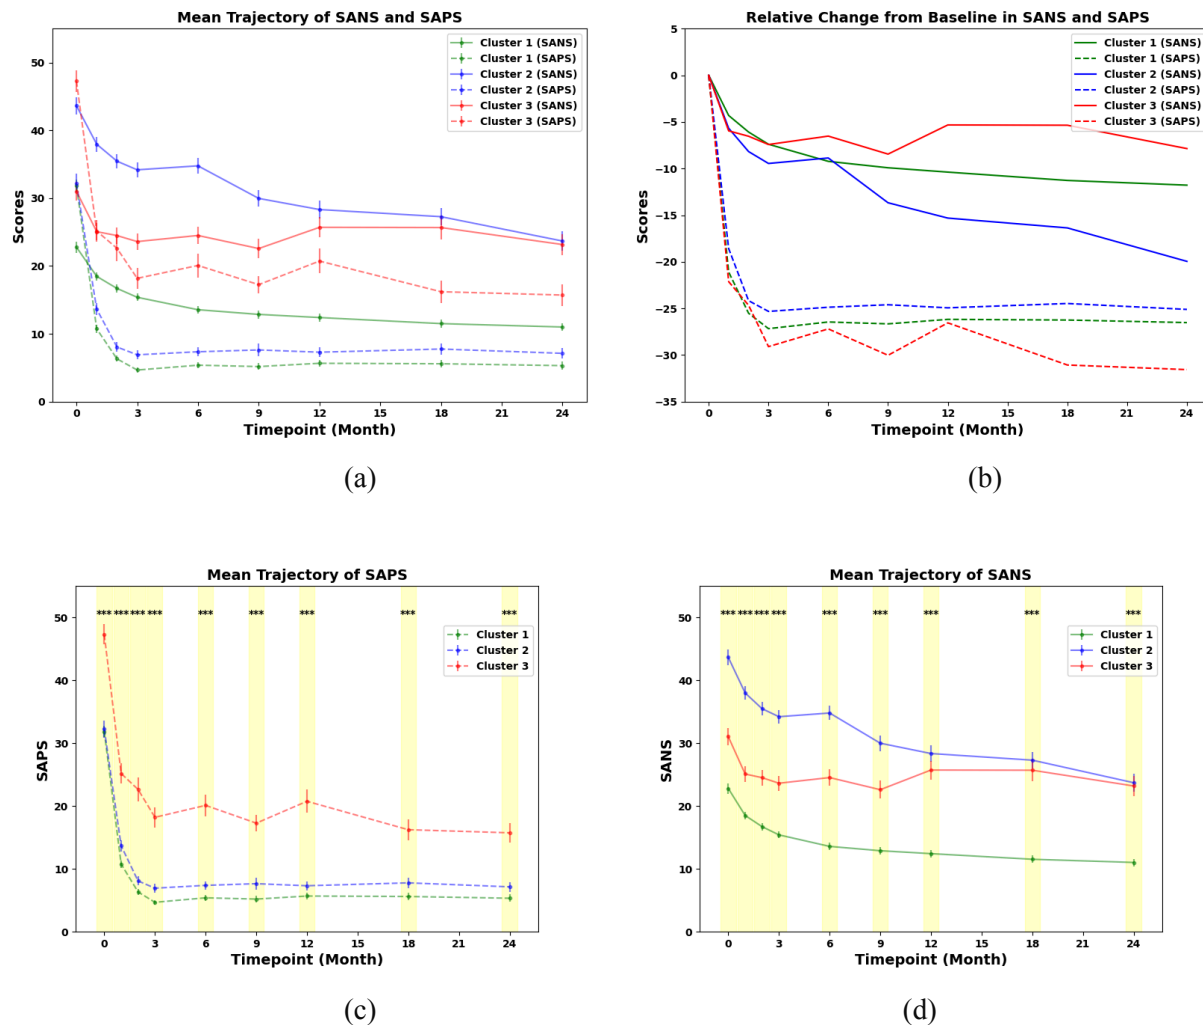 Mean Trajectory of SANS and SAPS
Cluster 1 (SANS)
Cluster 1 (SAPS)
Cluster 2 (SANS)
Cluster 2 (SAPS)
Cluster 3 (SANS)
Cluster 3 (SAPS)
Scores
50
40
30
20
10
0
0 1 2 3 6 9 12 18 21 24
Timepoint (Month)
(a)
Relative Change from Baseline in SANS and SAPS
Cluster 1 (SANS)
Cluster 1 (SAPS)
Cluster 2 (SANS)
Cluster 2 (SAPS)
Cluster 3 (SANS)
Cluster 3 (SAPS)
Scores
5
0
−5
−10
−15
−20
−25
−30
−35
0 1 2 3 6 9 12 18 21 24
Timepoint (Month)
(b)
Mean Trajectory of SAPS
*** *** *** *** *** *** *** *** ***
Cluster 1
Cluster 2
Cluster 3
SAPS
50
40
30
20
10
0
0 3 6 9 12 15 18 21 24
Timepoint (Month)
(c)
Mean Trajectory of SANS
*** *** *** *** *** *** *** *** ***
Cluster 1
Cluster 2
Cluster 3
SANS
50
40
30
20
10
0
0 3 6 9 12 15 18 21 24
Timepoint (Month)
(d)